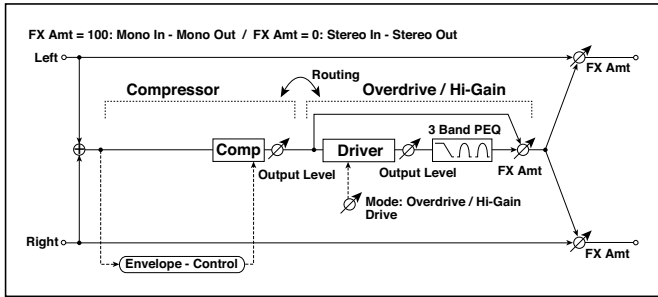 FX Amt = 100: Mono In - Mono Out / FX Amt = 0: Stereo In - Stereo Out
Left
FX Amt
Routing
Compressor
Overdrive / Hi-Gain
3 Band PEQ
Comp
Driver
Output Level
Output Level
FX Amt
Mode: Overdrive / Hi-Gain
Drive
Right
FX Amt
Envelope - Control